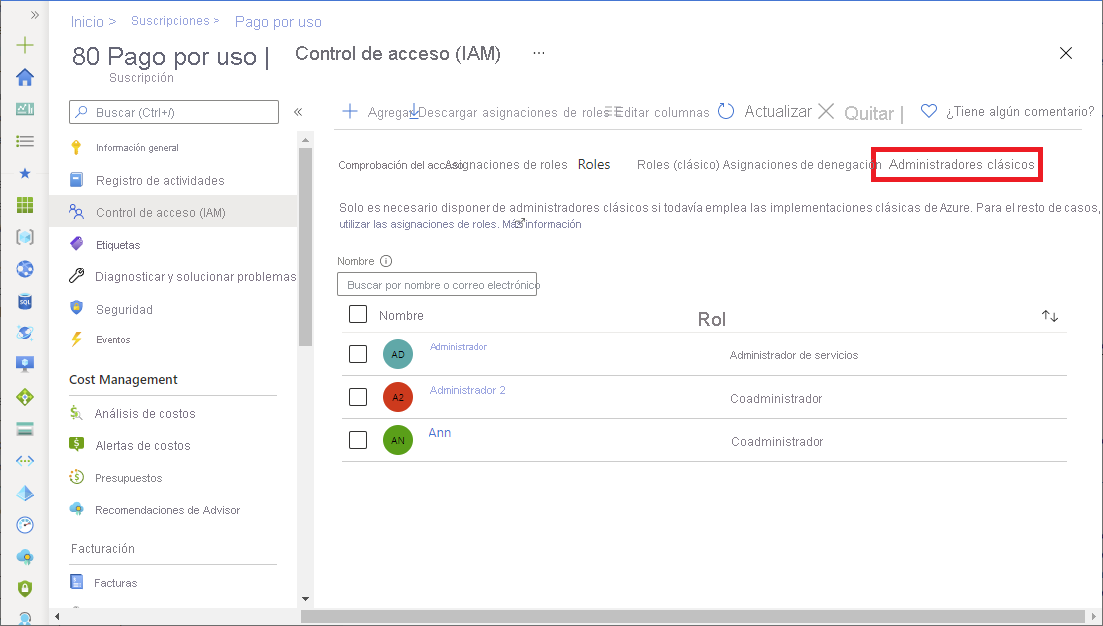 Inicio >
Suscripciones >
Pago por uso
80 Pago por uso |
Control de acceso (IAM)
...
Suscripción
Buscar (Ctrl+/)
Información general
Registro de actividades
Control de acceso (IAM)
Etiquetas
Diagnosticar y solucionar problemas
Seguridad
Eventos
Cost Management
Análisis de costos
Alertas de costos
Presupuestos
Recomendaciones de Advisor
Facturación
Facturas
Agregar
Descargar asignaciones de roles
Editar columnas
Actualizar
Quitar |
¿Tiene algún comentario?
Comprobación del acceso
Asignaciones de roles
Roles
Roles (clásico)
Asignaciones de denegación
Administradores clásicos
Solo es necesario disponer de administradores clásicos si todavía emplea las implementaciones clásicas de Azure. Para el resto de casos,
utilizar las asignaciones de roles. Más información
Nombre
Buscar por nombre o correo electrónico
Nombre
Rol
AD
Administrador
Administrador de servicios
A2
Administrador 2
Coadministrador
AN
Ann
Coadministrador
SQL